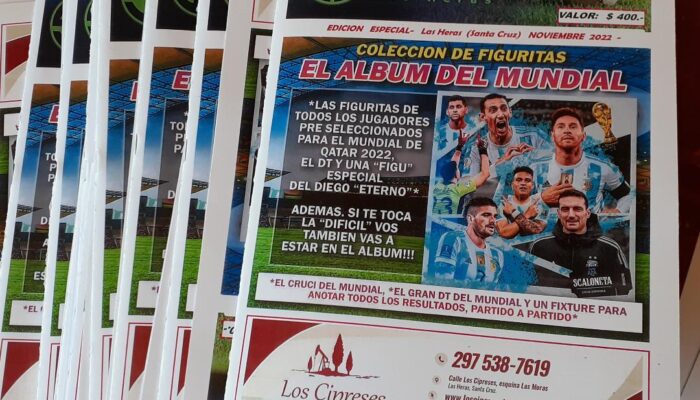 VALOR: $ 400.-
EDICION ESPECIAL- Las Heras (Santa Cruz) NOVIEMBRE 2022 -
COLECCION DE FIGURITAS
EL ALBUM DEL MUNDIAL
*LAS FIGURITAS DE
TODOS LOS JUGADORES
PRE SELECCIONADOS
PARA EL MUNDIAL DE
QATAR 2022,
EL DT Y UNA "FIGU"
ESPECIAL
DEL DIEGO "ETERNO"*
ADEMAS, SI TE TOCA
LA "DIFICIL" VOS
TAMBIEN VAS A
ESTAR EN EL ALBUM!!!
SCALONETA
*EL CRUCI DEL MUNDIAL, *EL GRAN DT DEL MUNDIAL Y UN FIXTURE PARA
ANOTAR TODOS LOS RESULTADOS, PARTIDO A PARTIDO*
Los Cipreses
297 538-7619
Calle Los Cipreses, esquina Las Moras
Las Heras, Santa Cruz.
*EL CR
*EL